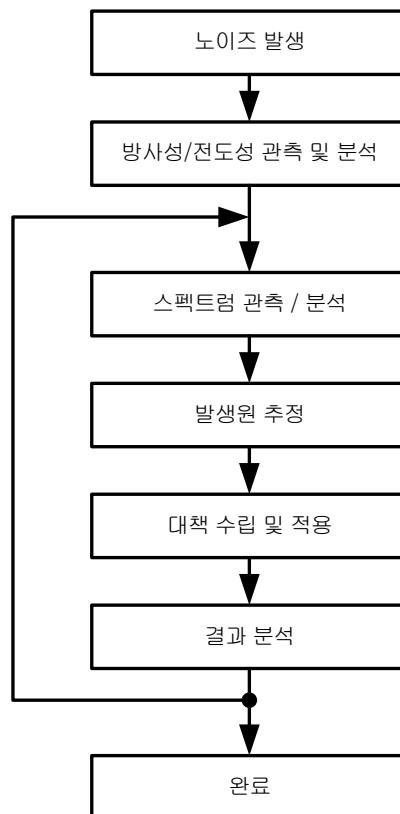 노이즈 발생
방사성/전도성 관측 및 분석
스펙트럼 관측 / 분석
발생원 추정
대책 수립 및 적용
결과 분석
완료